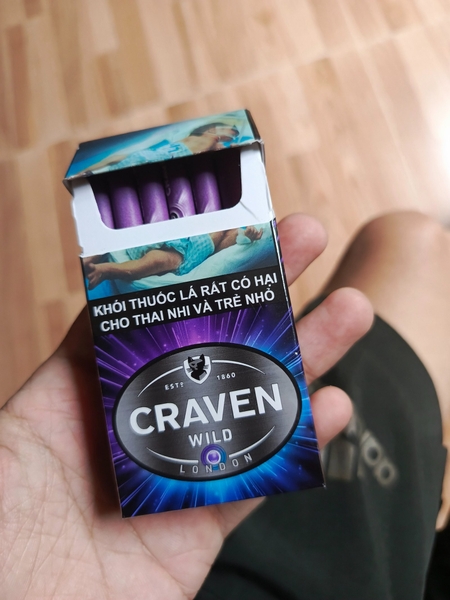 KHÓI THUỐC LÁ RẤT CÓ HẠI
CHO THAI NHI VÀ TRẺ NHỎ
ESTD 1860
CRAVEN
WILD
LONDON